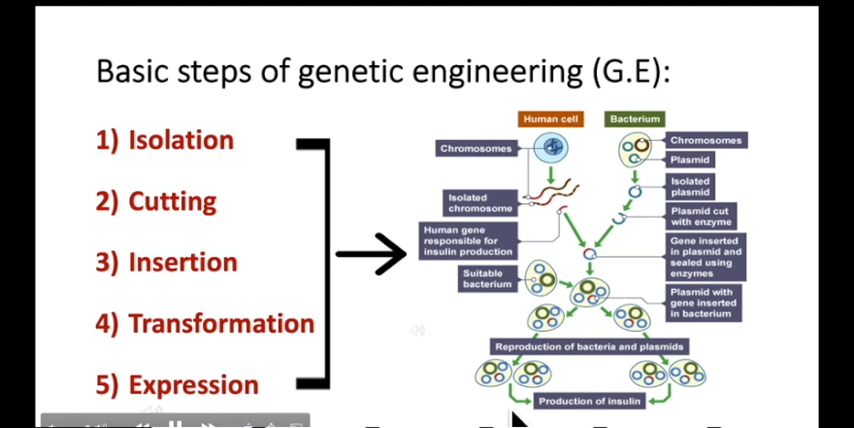 Basic steps of genetic engineering (G.E):
1) Isolation
2) Cutting
3) Insertion
4) Transformation
5) Expression
Human cell
Bacterium
Chromosomes
Chromosomes
Plasmid
Isolated
chromosome
Isolated
plasmid
Human gene
responsible for
insulin production
Plasmid cut
with enzyme
Gene inserted
in plasmid and
sealed using
enzymes
Suitable
bacterium
Plasmid with
gene inserted
in bacterium
Reproduction of bacteria and plasmids
Production of insulin